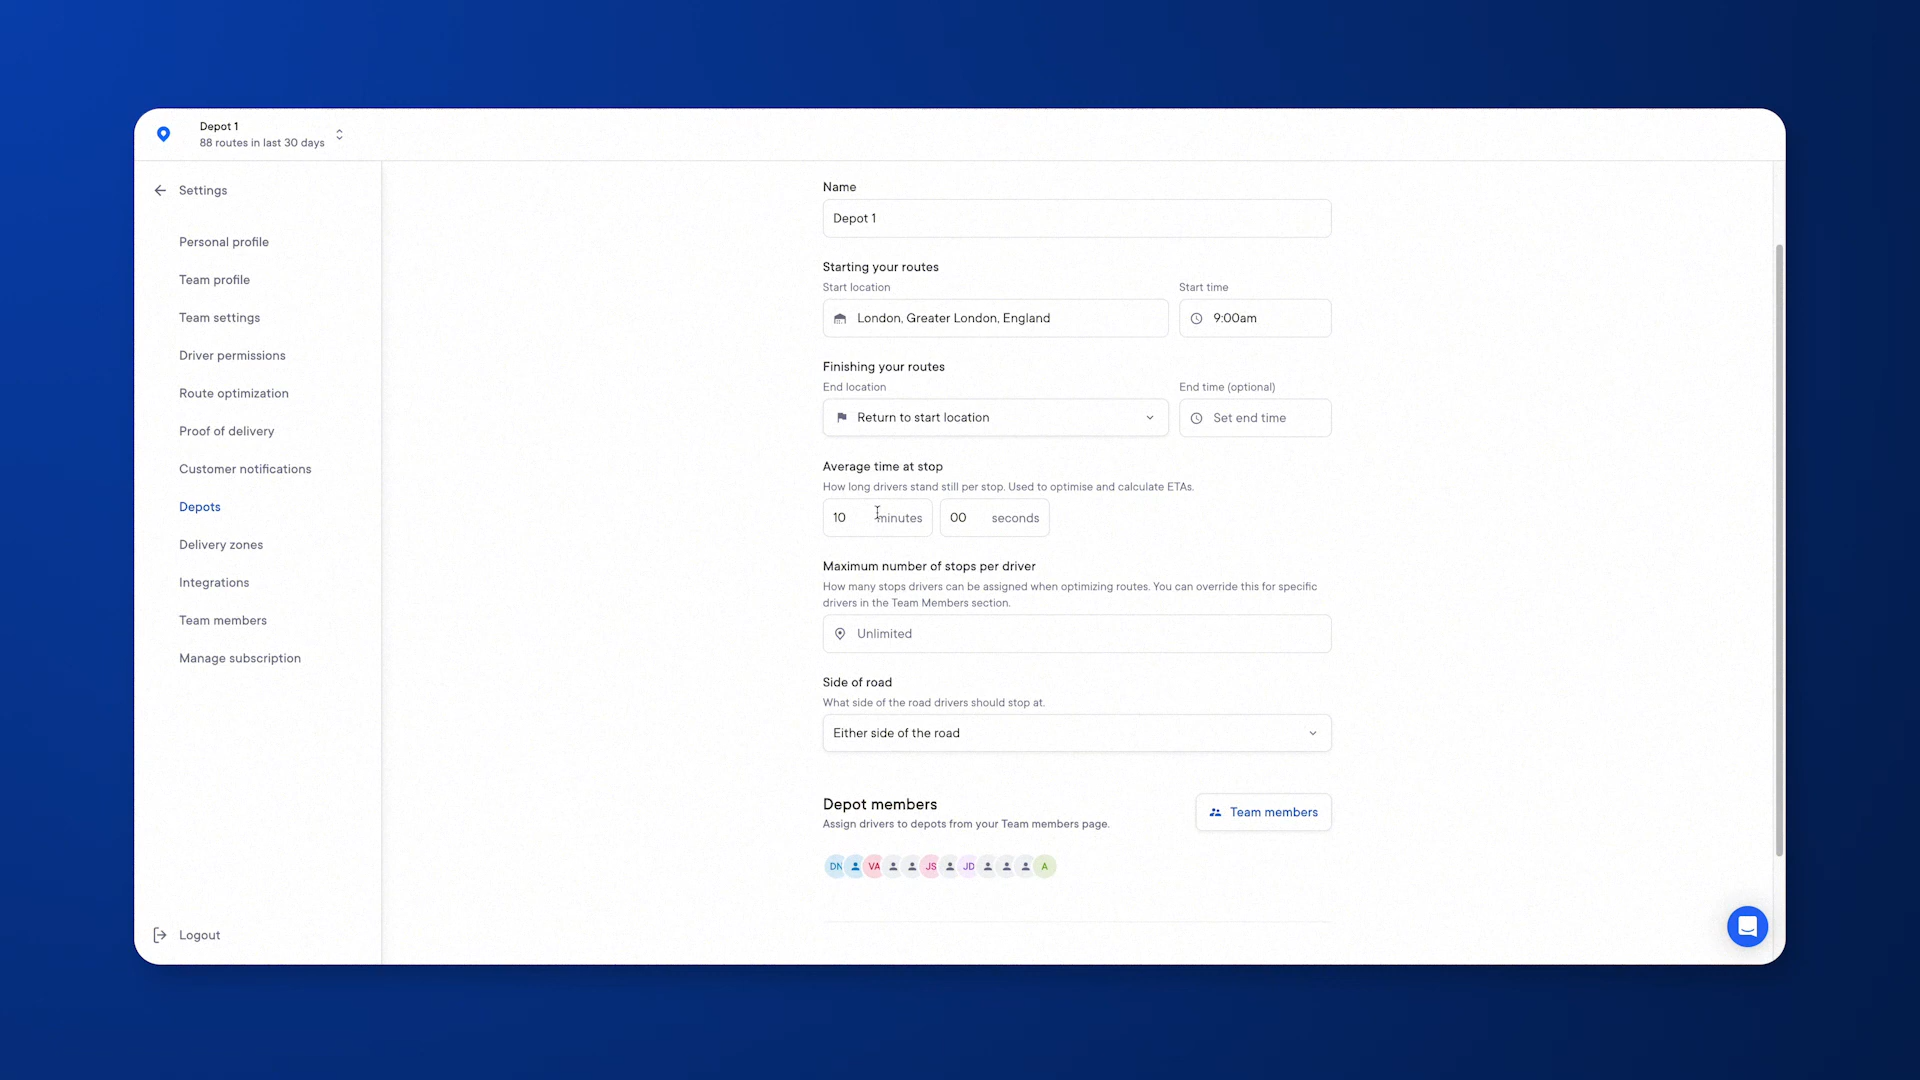 Depot 1
88 routes in last 30 days
Settings
Personal profile
Team profile
Team settings
Driver permissions
Route optimization
Proof of delivery
Customer notifications
Depots
Delivery zones
Integrations
Team members
Manage subscription
Logout
Name
Depot 1
Starting your routes
Start location
Start time
London, Greater London, England
9:00am
Finishing your routes
End location
End time (optional)
Return to start location
Set end time
Average time at stop
How long drivers stand still per stop. Used to optimise and calculate ETAs.
10 minutes 00 seconds
Maximum number of stops per driver
How many stops drivers can be assigned when optimizing routes. You can override this for specific
drivers in the Team Members section.
Unlimited
Side of road
What side of the road drivers should stop at.
Either side of the road
Depot members
Assign drivers to depots from your Team members page.
Team members
DN VA JS JD A